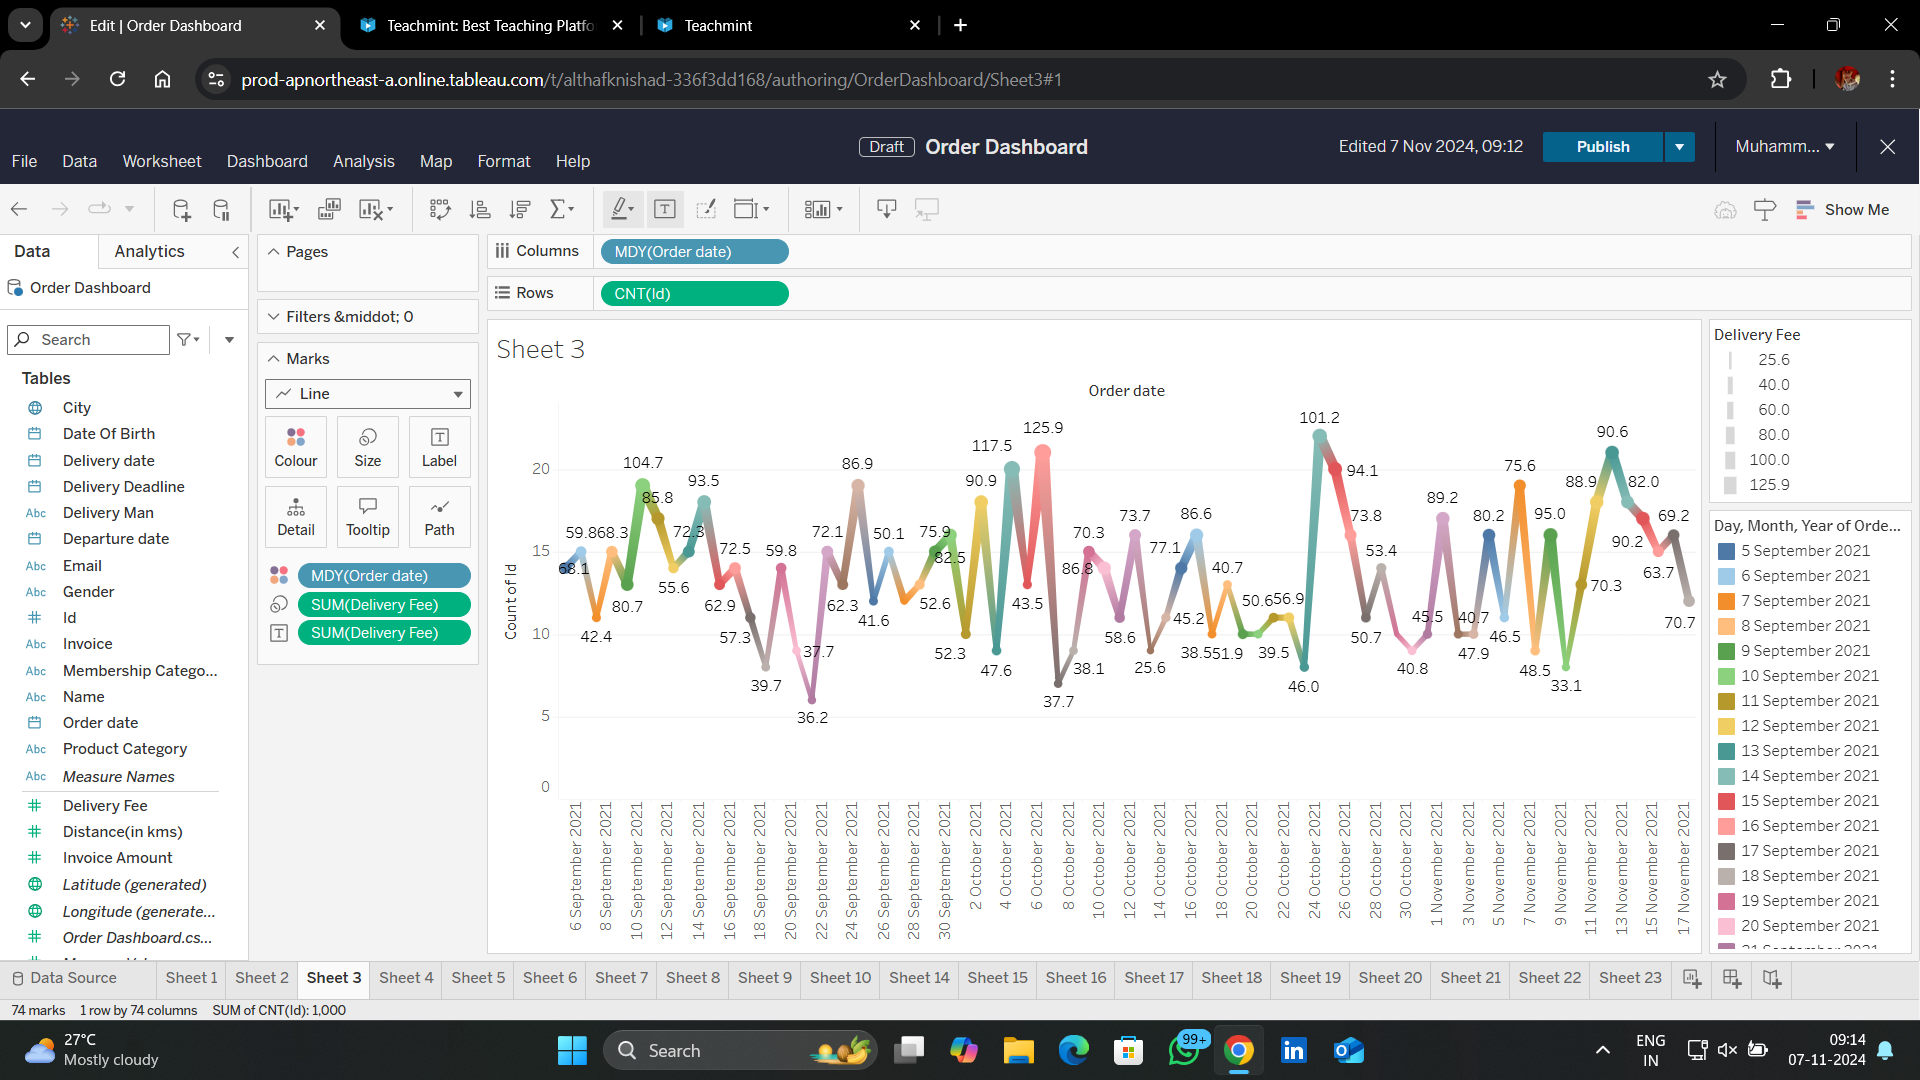 Edit | Order Dashboard
Teachmint: Best Teaching Platfo
Teachmint
prod-apnortheast-a.online.tableau.com/t/althafknishad-336f3dd168/authoring/OrderDashboard/Sheet3#1
File Data Worksheet Dashboard Analysis Map Format Help
Draft Order Dashboard
Edited 7 Nov 2024, 09:12 Publish Muhamm...
Show Me
Data Analytics
Order Dashboard
Search
Tables
City
Date Of Birth
Delivery date
Delivery Deadline
Abc Delivery Man
Departure date
Abc Email
Abc Gender
Id
Abc Invoice
Abc Membership Catego...
Abc Name
Order date
Abc Product Category
Abc Measure Names
Delivery Fee
Distance(in kms)
Invoice Amount
Latitude (generated)
Longitude (generate...
Order Dashboard.cs...
Pages
Filters &middot; 0
Marks
Line
Colour Size Label
Detail Tooltip Path
MDY(Order date)
SUM(Delivery Fee)
SUM(Delivery Fee)
Columns MDY(Order date)
Rows CNT(Id)
Sheet 3
Order date
Count of Id
20
15
10
5
0
68.1
59.8
42.4
68.3
80.7
104.7
85.8
55.6
72.3
93.5
62.9
72.5
57.3
39.7
59.8
37.7
36.2
72.1
62.3
86.9
41.6
50.1
52.6
75.9
82.5
52.3
90.9
47.6
117.5
43.5
125.9
37.7
38.1
70.3
86.8
58.6
73.7
25.6
45.2
77.1
86.6
38.5
40.7
51.9
50.6
39.5
56.9
46.0
101.2
94.1
73.8
50.7
53.4
40.8
45.5
89.2
47.9
40.7
80.2
46.5
75.6
48.5
95.0
33.1
70.3
88.9
90.6
82.0
90.2
63.7
69.2
70.7
6 September 2021
8 September 2021
10 September 2021
12 September 2021
14 September 2021
16 September 2021
18 September 2021
20 September 2021
22 September 2021
24 September 2021
26 September 2021
28 September 2021
30 September 2021
2 October 2021
4 October 2021
6 October 2021
8 October 2021
10 October 2021
12 October 2021
14 October 2021
16 October 2021
18 October 2021
20 October 2021
22 October 2021
24 October 2021
26 October 2021
28 October 2021
30 October 2021
1 November 2021
3 November 2021
5 November 2021
7 November 2021
9 November 2021
11 November 2021
13 November 2021
15 November 2021
17 November 2021
Delivery Fee
25.6
40.0
60.0
80.0
100.0
125.9
Day, Month, Year of Orde...
5 September 2021
6 September 2021
7 September 2021
8 September 2021
9 September 2021
10 September 2021
11 September 2021
12 September 2021
13 September 2021
14 September 2021
15 September 2021
16 September 2021
17 September 2021
18 September 2021
19 September 2021
20 September 2021
Data Source Sheet 1 Sheet 2 Sheet 3 Sheet 4 Sheet 5 Sheet 6 Sheet 7 Sheet 8 Sheet 9 Sheet 10 Sheet 14 Sheet 15 Sheet 16 Sheet 17 Sheet 18 Sheet 19 Sheet 20 Sheet 21 Sheet 22 Sheet 23
74 marks 1 row by 74 columns SUM of CNT(Id): 1,000
27°C
Mostly cloudy
Search
99+
ENG
IN
09:14
07-11-2024